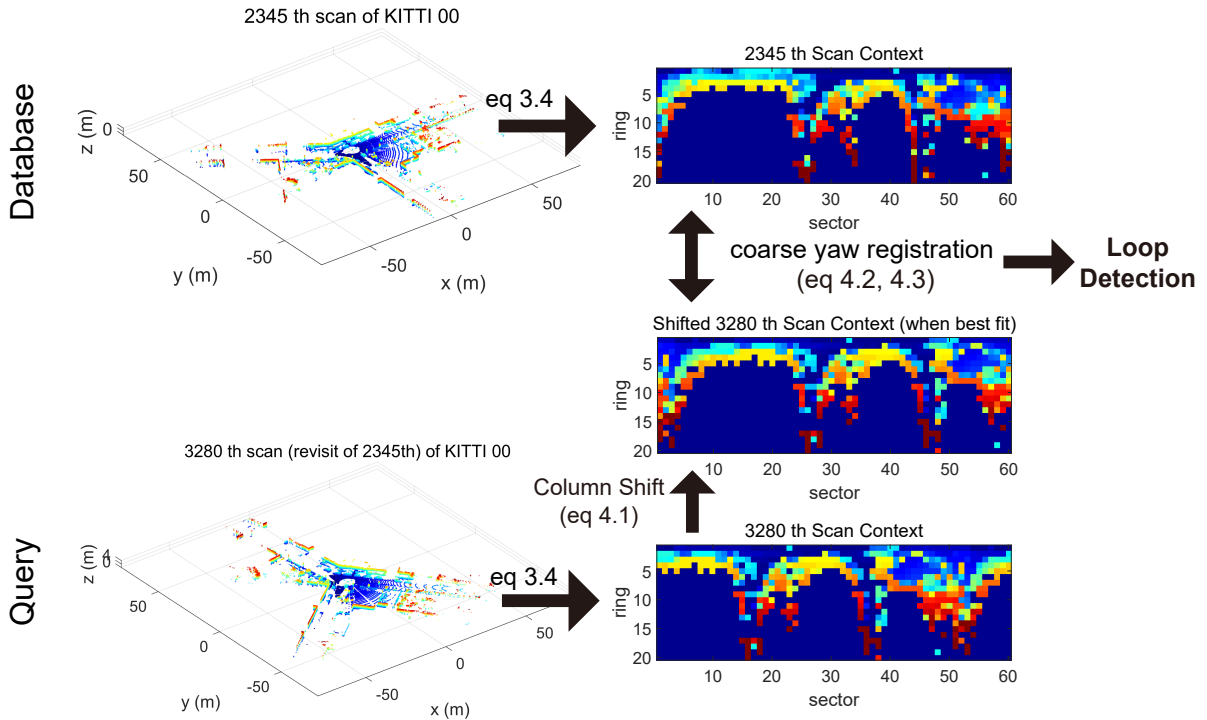 Database
2345 th scan of KITTI 00
z (m)
0
50
0
-50
y (m)
-50
0
50
x (m)
eq 3.4
2345 th Scan Context
ring
5
10
15
20
10 20 30 40 50 60
sector
coarse yaw registration
(eq 4.2, 4.3)
Loop
Detection
Shifted 3280 th Scan Context (when best fit)
ring
5
10
15
20
10 20 30 40 50 60
sector
Column Shift
(eq 4.1)
Query
3280 th scan (revisit of 2345th) of KITTI 00
z (m)
4
0
50
0
-50
y (m)
-50
0
50
x (m)
eq 3.4
3280 th Scan Context
ring
5
10
15
20
10 20 30 40 50 60
sector